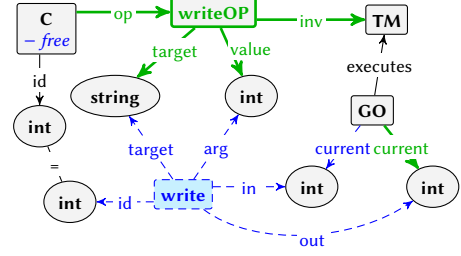 C
− free
op
writeOP
inv
TM
target
value
executes
id
string
int
GO
int
=
target
arg
current
current
int
id
write
in
int
int
out